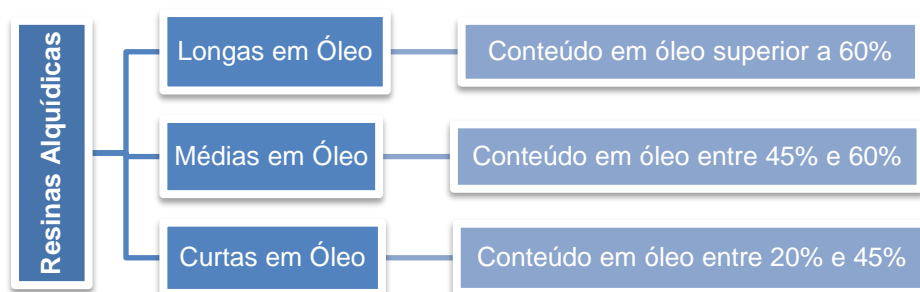 Resinas Alquídicas
Longas em Óleo
Conteúdo em óleo superior a 60%
Médias em Óleo
Conteúdo em óleo entre 45% e 60%
Curtas em Óleo
Conteúdo em óleo entre 20% e 45%